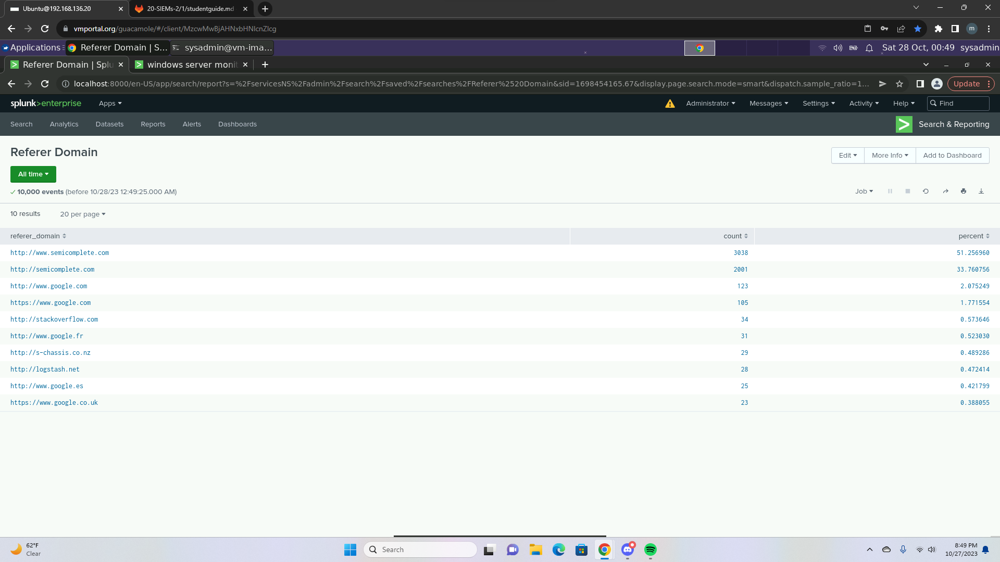 Ubuntu@192.168.136.20
20-SIEMs-2/1/studentguide.md
vmportal.org/guacamole/#/client/MzcwMwBjAHNxbHNlcnZlcg
m
Applications
Referer Domain | S...
sysadmin@vm-ima...
Sat 28 Oct, 00:49
sysadmin
Referer Domain | Splu
windows server monit
localhost:8000/en-US/app/search/report?s=%2FservicesNS%2Fadmin%2Fsearch%2Fsaved%2Fsearches%2FReferer%2520Domain&sid=1698454165.67&display.page.search.mode=smart&dispatch.sample_ratio=1...
Update
splunk>enterprise
Apps
Administrator
Messages
Settings
Activity
Help
Find
Search
Analytics
Datasets
Reports
Alerts
Dashboards
Search & Reporting
Referer Domain
Edit
More Info
Add to Dashboard
All time
10,000 events (before 10/28/23 12:49:25.000 AM)
Job
10 results
20 per page
referer_domain count percent
http://www.semicomplete.com 3038 51.256960
http://semicomplete.com 2001 33.760756
http://www.google.com 123 2.075249
https://www.google.com 105 1.771554
http://stackoverflow.com 34 0.573646
http://www.google.fr 31 0.523030
http://s-chassis.co.nz 29 0.489286
http://logstash.net 28 0.472414
http://www.google.es 25 0.421799
https://www.google.co.uk 23 0.388055
62°F
Clear
Search
8:49 PM
10/27/2023